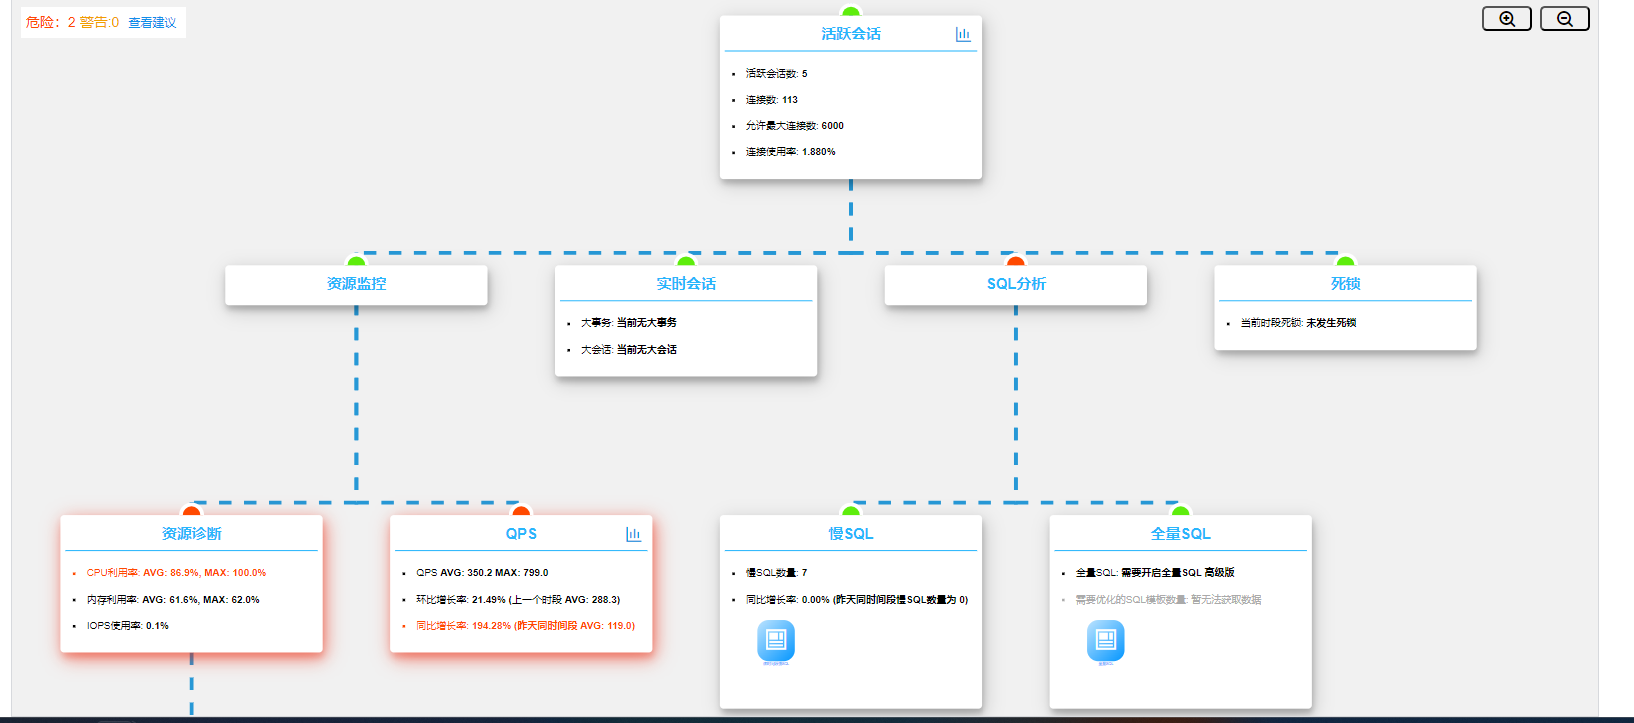 危险：2 警告:0 查看建议
活跃会话
活跃会话数: 5
连接数: 113
允许最大连接数: 6000
连接使用率: 1.880%
资源监控
实时会话
大事务: 当前无大事务
大会话: 当前无大会话
SQL分析
死锁
当前时段死锁: 未发生死锁
资源诊断
CPU利用率: AVG: 86.9%, MAX: 100.0%
内存利用率: AVG: 61.6%, MAX: 62.0%
IOPS使用率: 0.1%
QPS
QPS AVG: 350.2 MAX: 799.0
环比增长率: 21.49% (上一个时段 AVG: 288.3)
同比增长率: 194.28% (昨天同时间段 AVG: 119.0)
慢SQL
慢SQL数量: 7
同比增长率: 0.00% (昨天同时间段慢SQL数量为 0)
全量SQL
全量SQL: 需要开启全量SQL 高级版
需要优化的SQL模板数量: 暂无法获取数据